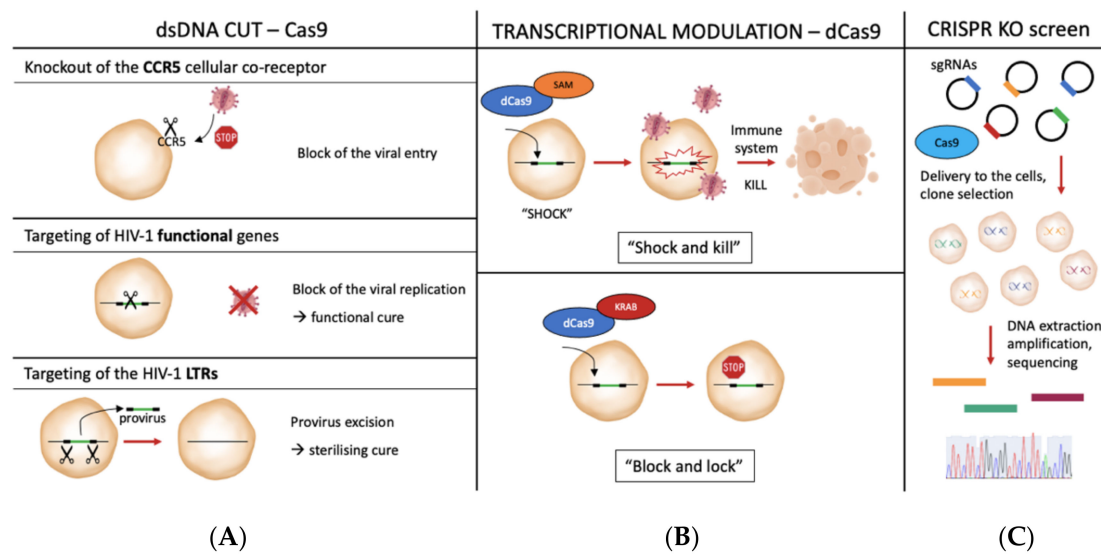 dsDNA CUT – Cas9
Knockout of the CCR5 cellular co-receptor
CCR5
STOP
Block of the viral entry
Targeting of HIV-1 functional genes
Block of the viral replication
→ functional cure
Targeting of the HIV-1 LTRs
provirus
Provirus excision
→ sterilising cure
(A)
TRANSCRIPTIONAL MODULATION – dCas9
SAM
dCas9
"SHOCK"
Immune
system
KILL
"Shock and kill"
KRAB
dCas9
STOP
"Block and lock"
(B)
CRISPR KO screen
sgRNAs
Cas9
Delivery to the cells,
clone selection
DNA extraction
amplification,
sequencing
(C)